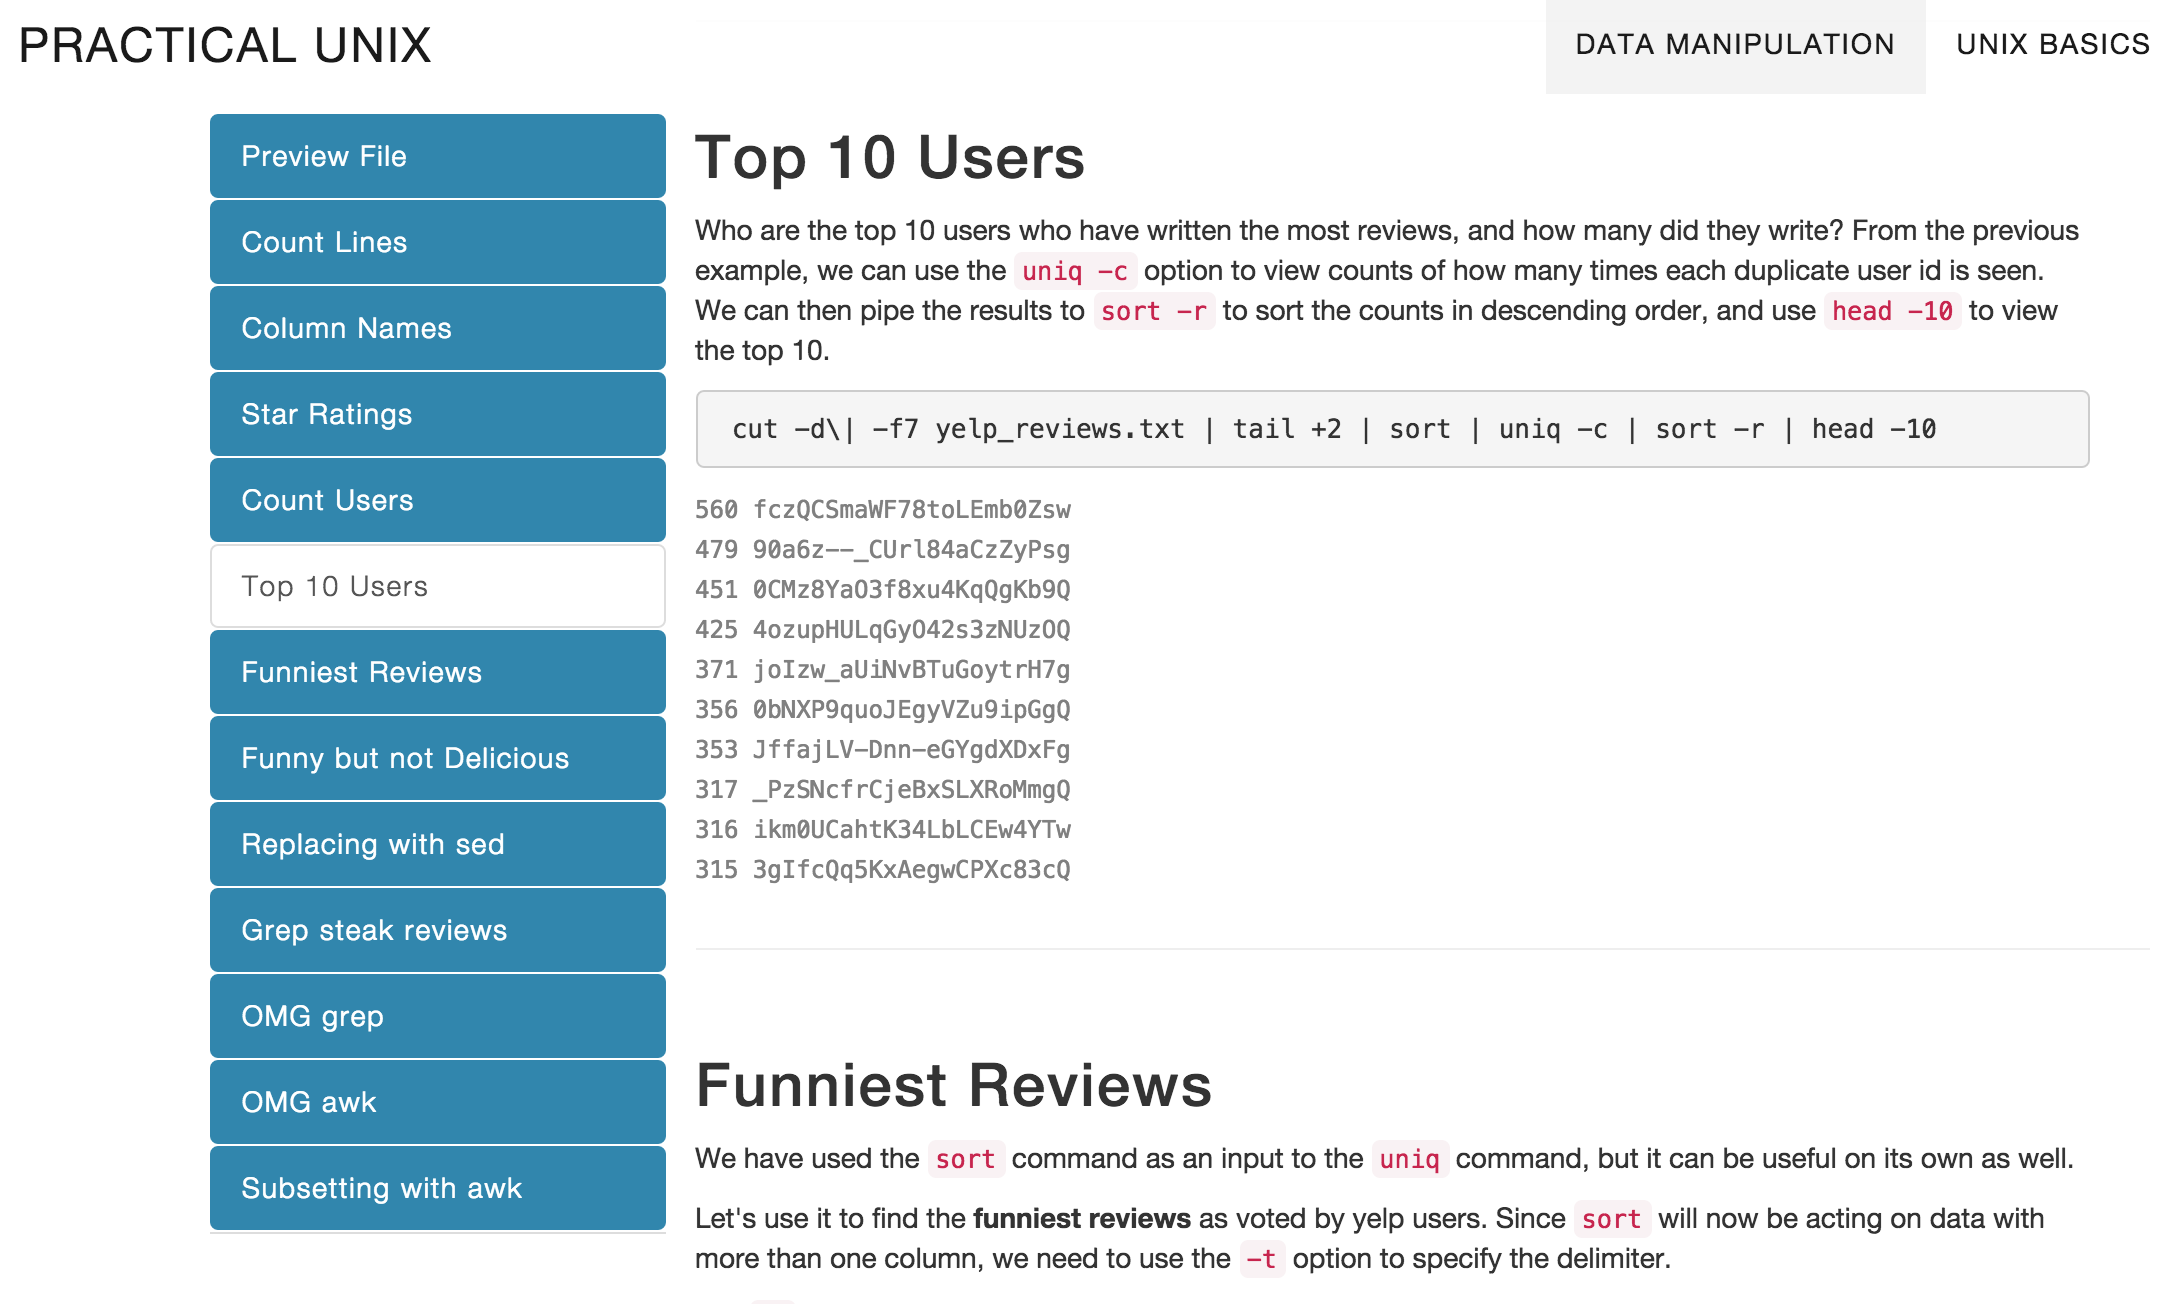 PRACTICAL UNIX
DATA MANIPULATION
UNIX BASICS
Preview File
Count Lines
Column Names
Star Ratings
Count Users
Top 10 Users
Funniest Reviews
Funny but not Delicious
Replacing with sed
Grep steak reviews
OMG grep
OMG awk
Subsetting with awk
Top 10 Users
Who are the top 10 users who have written the most reviews, and how many did they write? From the previous
example, we can use the uniq -c option to view counts of how many times each duplicate user id is seen.
We can then pipe the results to sort -r to sort the counts in descending order, and use head -10 to view
the top 10.
cut -d\| -f7 yelp_reviews.txt | tail +2 | sort | uniq -c | sort -r | head -10
560 fczQCSmaWF78toLEmb0Zsw
479 90a6z--_CUrl84aCzZyPsg
451 0CMz8YaO3f8xu4KqQgKb9Q
425 4ozupHULqGyO42s3zNUzOQ
371 joIzw_aUiNvBTuGoytrH7g
356 0bNXP9quoJEgyVZu9ipGgQ
353 JffajLV-Dnn-eGYgdXDxFg
317 _PzSNcfrCjeBxSLXRoMmgQ
316 ikm0UCahtK34LbLCEw4YTw
315 3gIfcQq5KxAegwCPXc83cQ
Funniest Reviews
We have used the sort command as an input to the uniq command, but it can be useful on its own as well.
Let's use it to find the funniest reviews as voted by yelp users. Since sort will now be acting on data with
more than one column, we need to use the -t option to specify the delimiter.